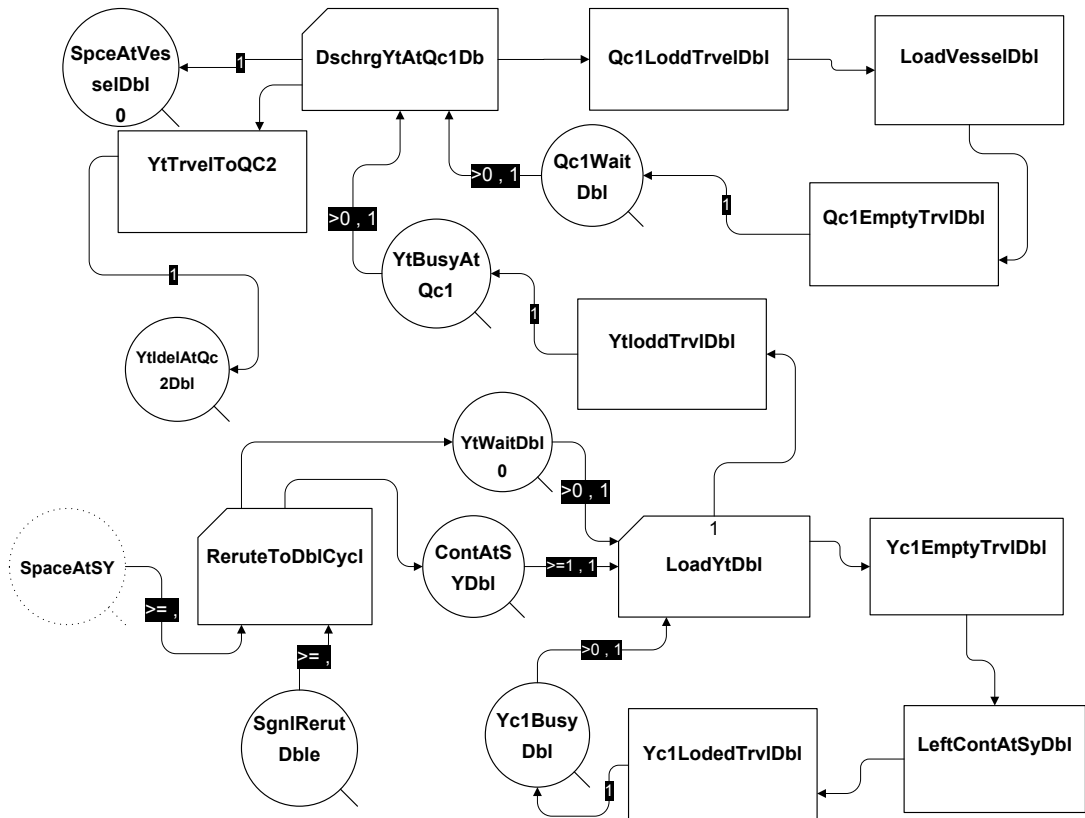 SpceAtVes
selDbl
0
1
DschrgYtAtQc1Db
Qc1LoddTrvelDbl
LoadVesselDbl
YtTrvelToQC2
>0 , 1
Qc1Wait
Dbl
1
Qc1EmptyTrvlDbl
>0 , 1
YtBusyAt
Qc1
1
1
YtloddTrvlDbl
YtIdelAtQc
2Dbl
YtWaitDbl
0
>0 , 1
SpaceAtSY
>= ,
ReruteToDblCycl
ContAtS
YDbl
>=1 , 1
1
LoadYtDbl
Yc1EmptyTrvlDbl
>= ,
>0 , 1
SgnlRerut
Dble
Yc1Busy
Dbl
1
Yc1LodedTrvlDbl
LeftContAtSyDbl